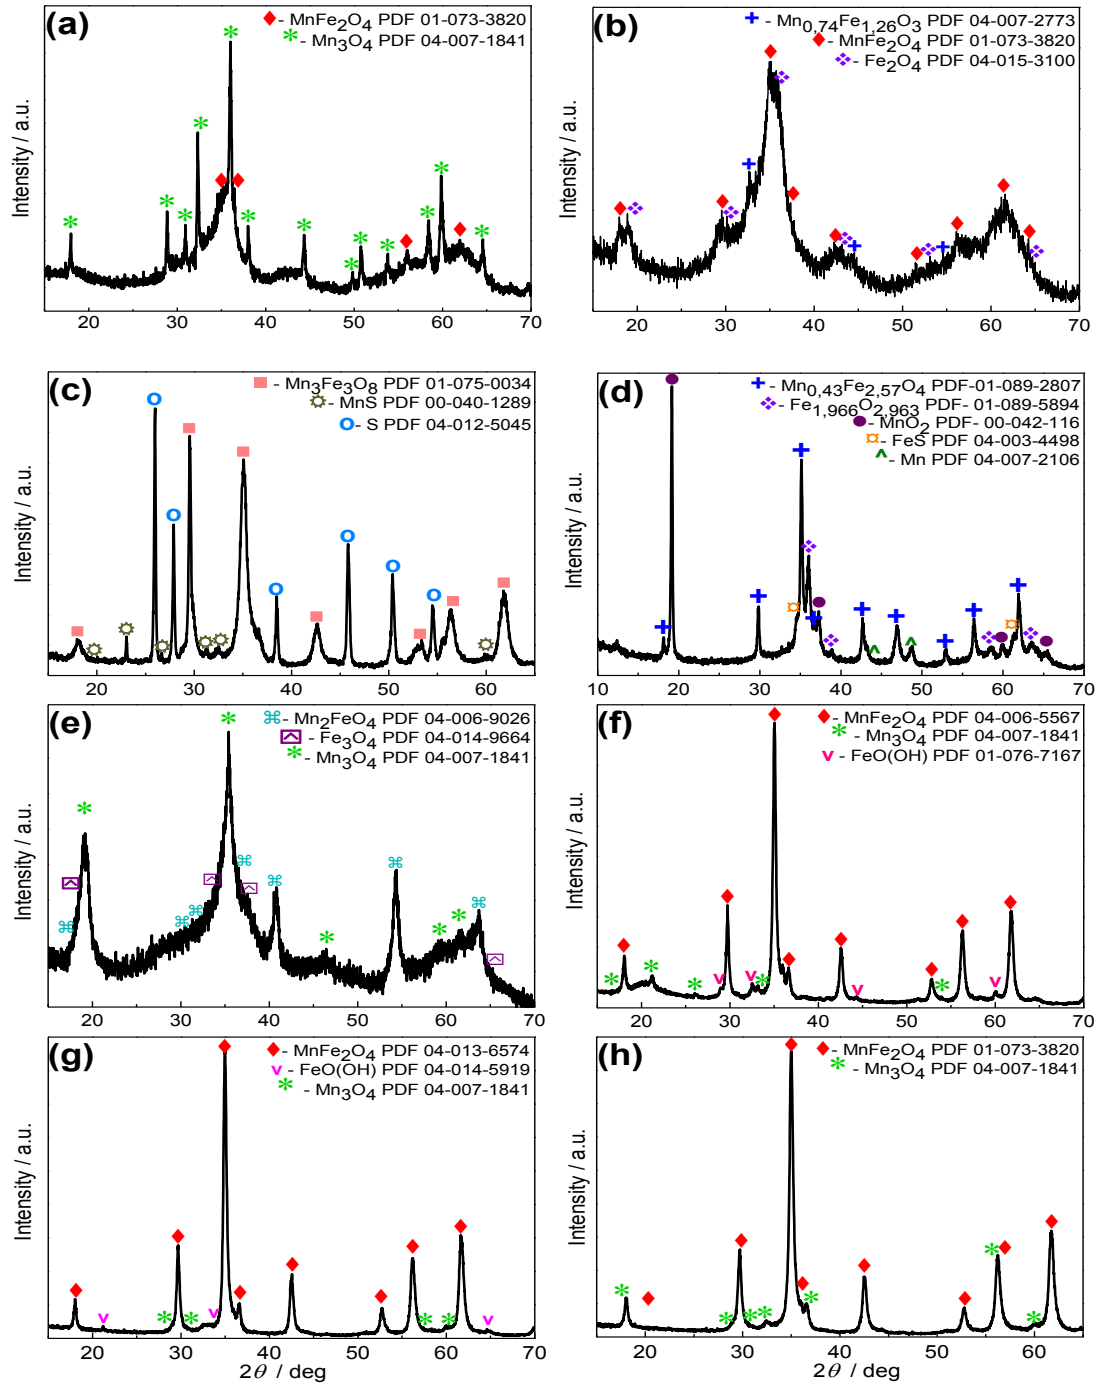 (a)
♦- MnFe₂O₄ PDF 01-073-3820
* - Mn₃O₄ PDF 04-007-1841
Intensity / a.u.
20 30 40 50 60 70
(b)
+ - Mn₀,₇₄Fe₁,₂₆O₃ PDF 04-007-2773
♦- MnFe₂O₄ PDF 01-073-3820
❖- Fe₂O₄ PDF 04-015-3100
Intensity / a.u.
20 30 40 50 60 70
(c)
■ - Mn₃Fe₃O₈ PDF 01-075-0034
- MnS PDF 00-040-1289
O- S PDF 04-012-5045
Intensity / a.u.
20 30 40 50 60
(d)
+ - Mn₀,₄₃Fe₂,₅₇O₄ PDF-01-089-2807
❖- Fe₁,₉₆₆O₂,₉₆₃ PDF- 01-089-5894
●- MnO₂ PDF- 00-042-116
¤ - FeS PDF 04-003-4498
^ - Mn PDF 04-007-2106
Intensity / a.u.
10 20 30 40 50 60 70
(e)
⌘- Mn₂FeO₄ PDF 04-006-9026
- Fe₃O₄ PDF 04-014-9664
* - Mn₃O₄ PDF 04-007-1841
Intensity / a.u.
20 30 40 50 60 70
(f)
♦- MnFe₂O₄ PDF 04-006-5567
* - Mn₃O₄ PDF 04-007-1841
v - FeO(OH) PDF 01-076-7167
Intensity / a.u.
20 30 40 50 60 70
(g)
♦- MnFe₂O₄ PDF 04-013-6574
v - FeO(OH) PDF 04-014-5919
* - Mn₃O₄ PDF 04-007-1841
Intensity / a.u.
20 30 40 50 60 70
2θ / deg
(h)
♦- MnFe₂O₄ PDF 01-073-3820
* - Mn₃O₄ PDF 04-007-1841
Intensity / a.u.
20 30 40 50 60
2θ / deg